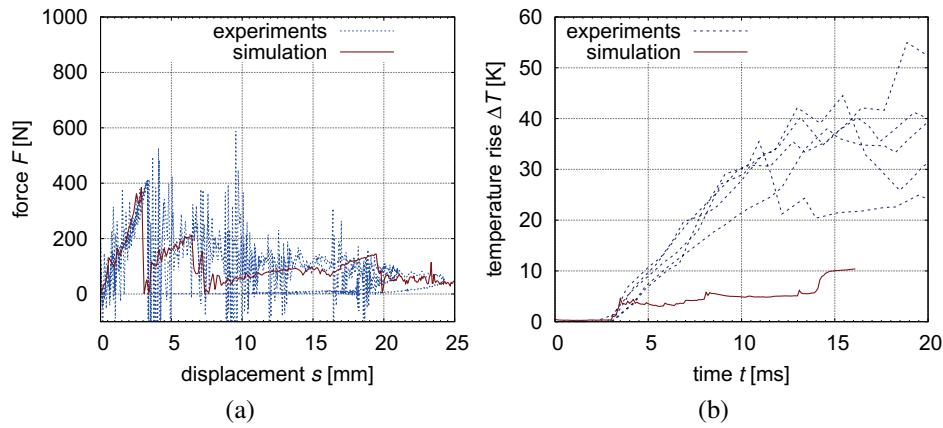 experiments
simulation
force F [N]
1000
800
600
400
200
0
0 5 10 15 20 25
displacement s [mm]
(a)
experiments
simulation
temperature rise ΔT [K]
60
50
40
30
20
10
0
0 5 10 15 20
time t [ms]
(b)